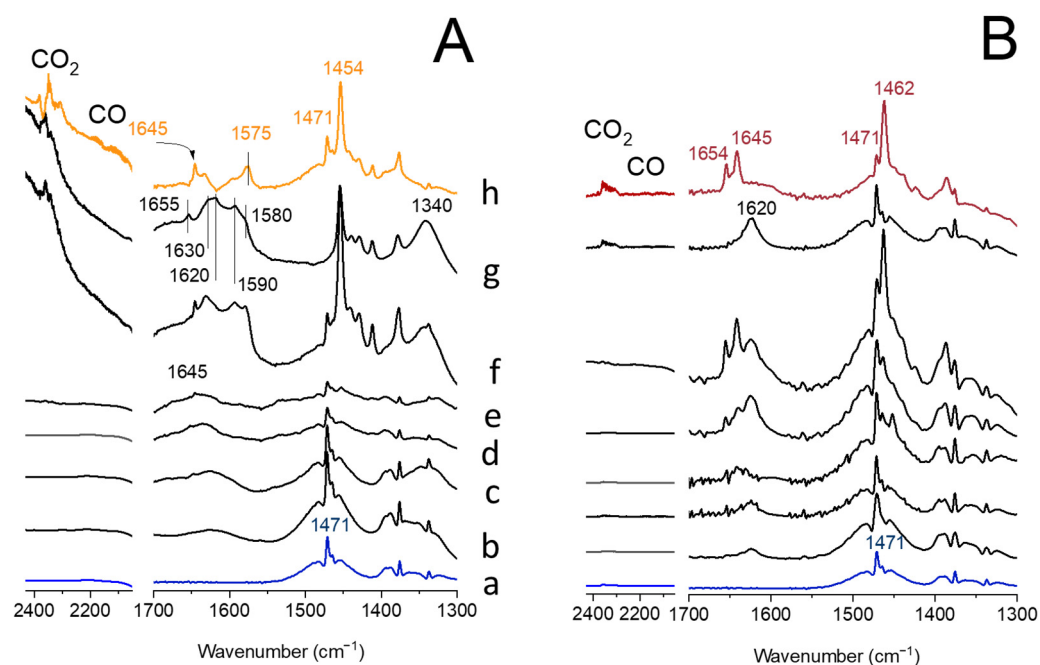 A
B
CO2
CO
1645
1575
1471
1454
h
1655
1630
1620
1580
1590
1340
g
f
1645
e
d
c
b
1471
a
2400 2200 1700 1600 1500 1400 1300
Wavenumber (cm−1)
CO2
CO
1654
1645
1471
1462
1620
1471
2400 2200 1700 1600 1500 1400 1300
Wavenumber (cm−1)